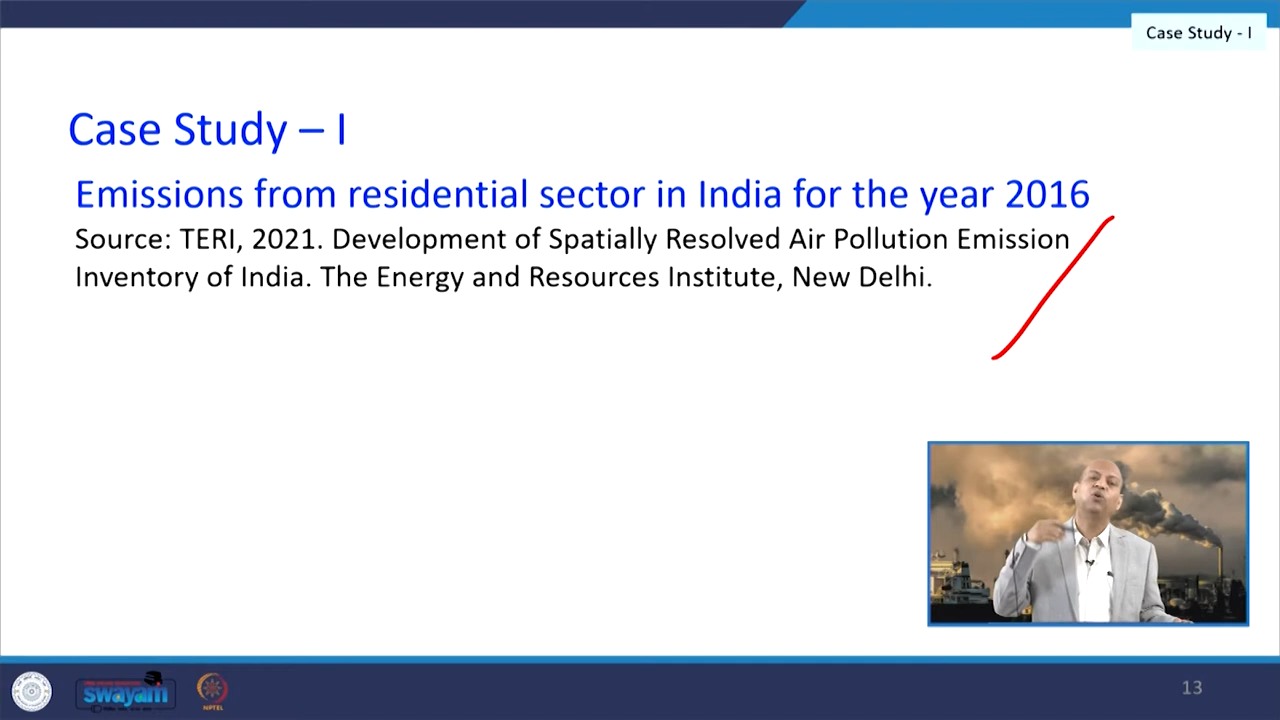 Case Study - I
Case Study – I
Emissions from residential sector in India for the year 2016
Source: TERI, 2021. Development of Spatially Resolved Air Pollution Emission
Inventory of India. The Energy and Resources Institute, New Delhi.
swayam
NPTEL
13